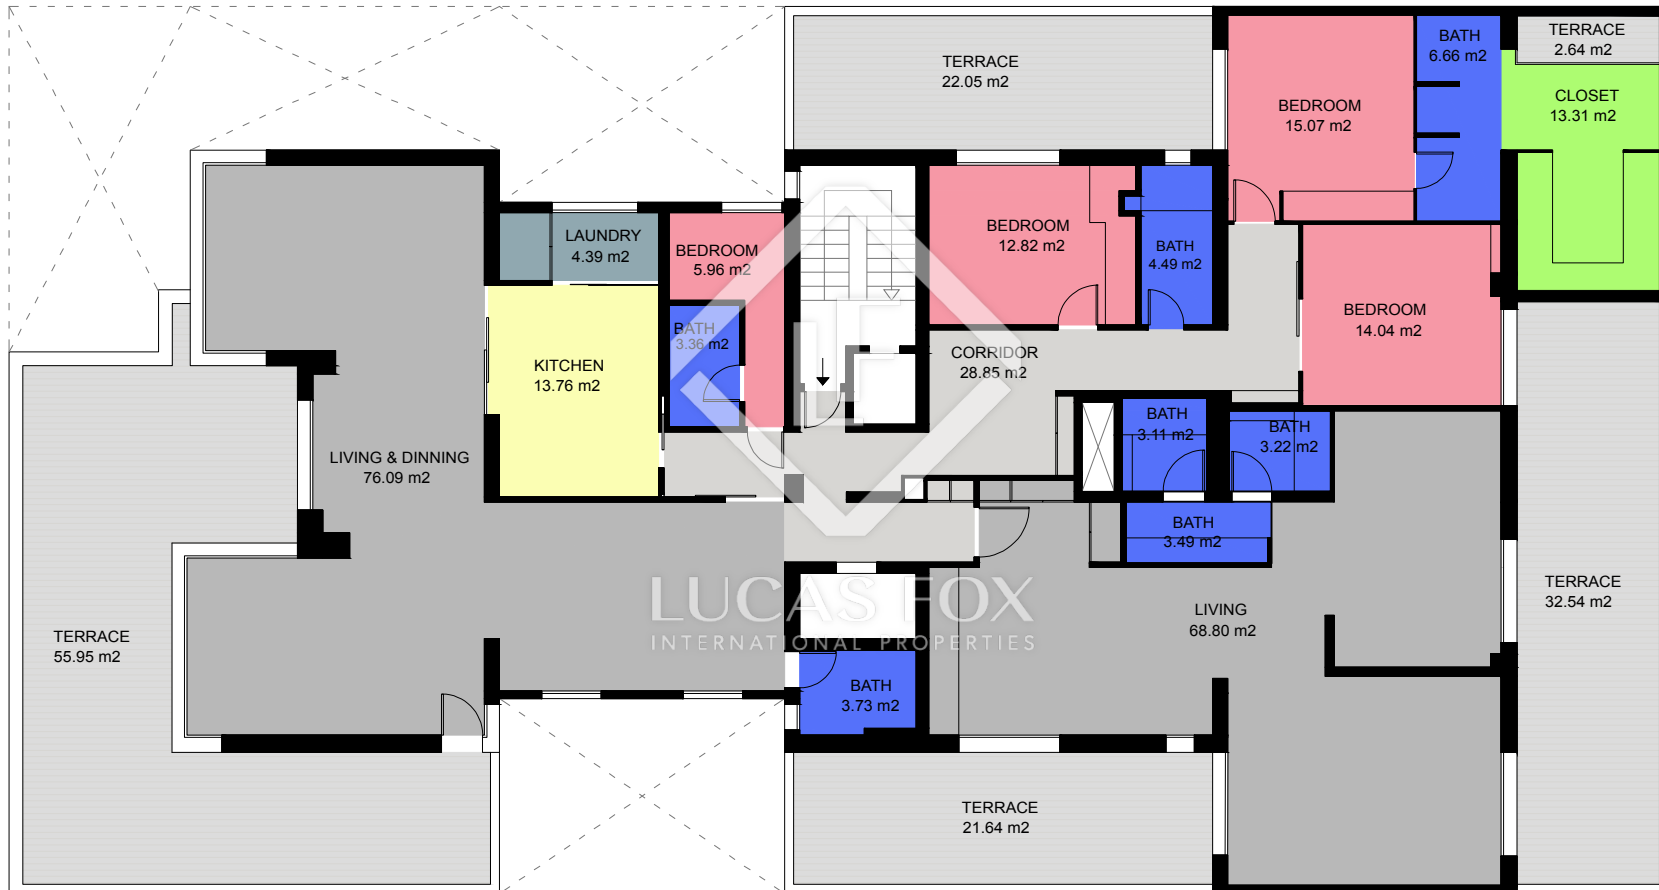 TERRACE
22.05 m2
BEDROOM
15.07 m2
BATH
6.66 m2
TERRACE
2.64 m2
CLOSET
13.31 m2
LAUNDRY
4.39 m2
BEDROOM
5.96 m2
BEDROOM
12.82 m2
BATH
4.49 m2
BEDROOM
14.04 m2
KITCHEN
13.76 m2
BATH
3.36 m2
CORRIDOR
28.85 m2
BATH
3.11 m2
BATH
3.22 m2
LIVING & DINNING
76.09 m2
BATH
3.49 m2
TERRACE
32.54 m2
LIVING
68.80 m2
LF
LUCAS FOX
INTERNATIONAL PROPERTIES
TERRACE
55.95 m2
BATH
3.73 m2
TERRACE
21.64 m2